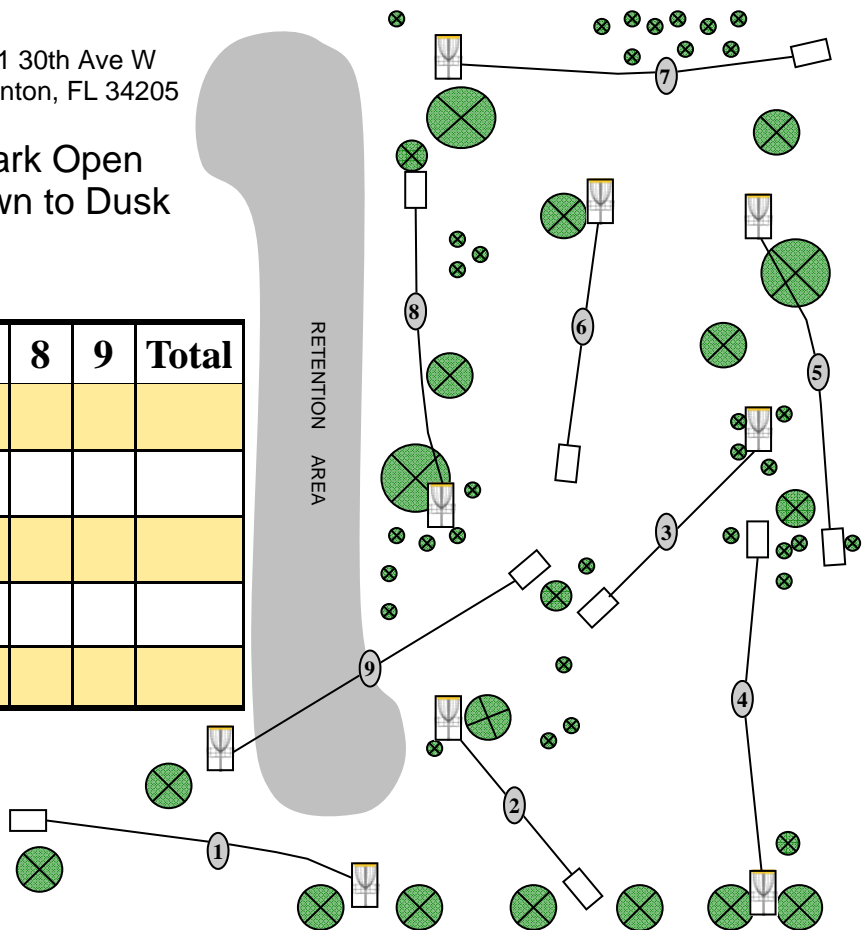 1 30th Ave W
nton, FL 34205
ark Open
wn to Dusk
8 9 Total
RETENTION AREA
7
8
6
5
3
9
4
2
1